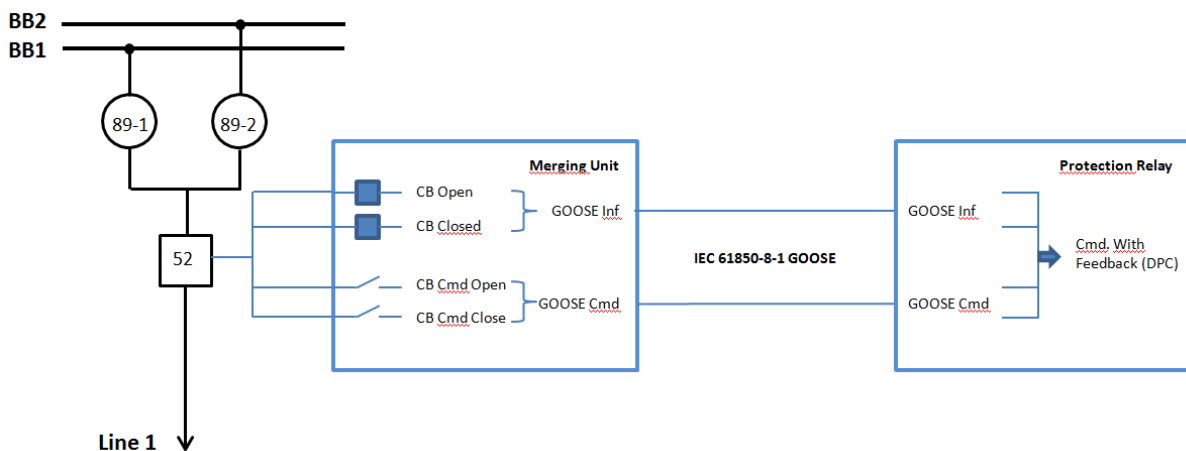 BB2
BB1
89-1
89-2
52
Line 1
Merging Unit
CB Open
CB Closed
GOOSE Inf
CB Cmd Open
CB Cmd Close
GOOSE Cmd
IEC 61850-8-1 GOOSE
Protection Relay
GOOSE Inf
GOOSE Cmd
Cmd. With
Feedback (DPC)